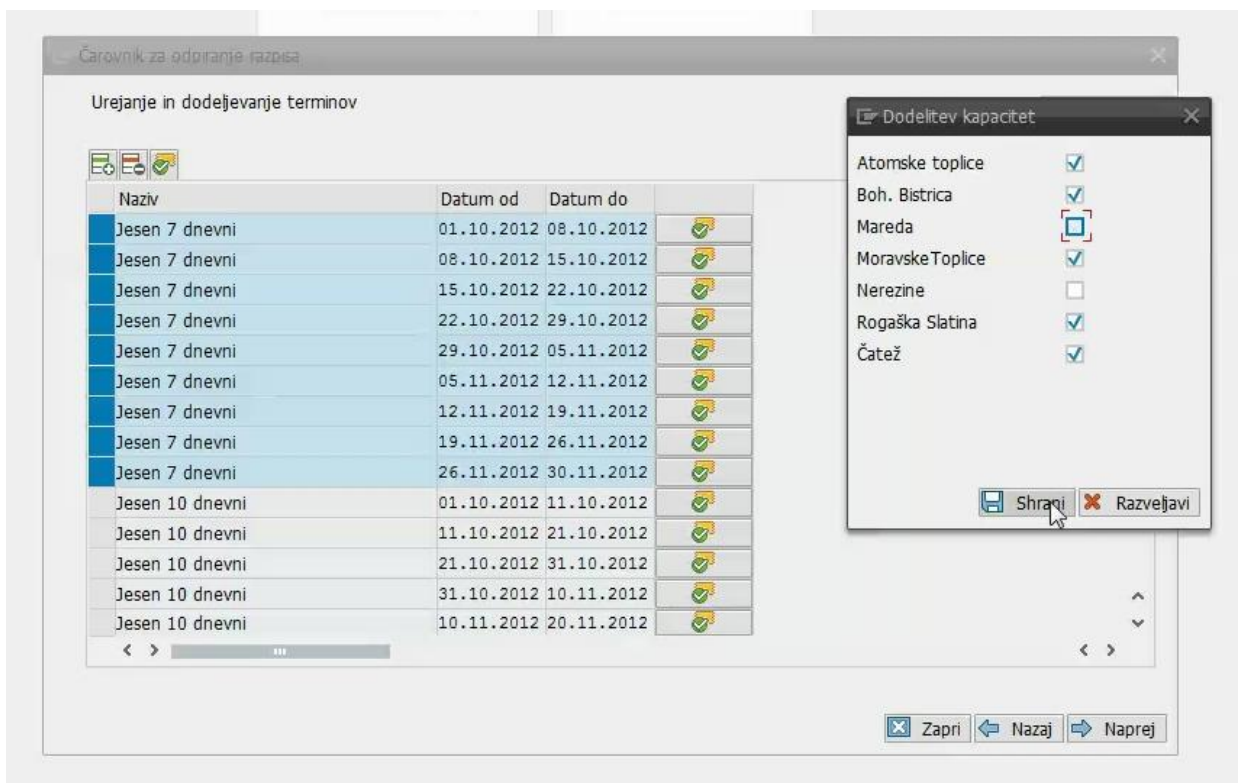 Čarovnik za odpiranje razpisa
Urejanje in dodeljevanje terminov
Naziv Datum od Datum do
Jesen 7 dnevni 01.10.2012 08.10.2012
Jesen 7 dnevni 08.10.2012 15.10.2012
Jesen 7 dnevni 15.10.2012 22.10.2012
Jesen 7 dnevni 22.10.2012 29.10.2012
Jesen 7 dnevni 29.10.2012 05.11.2012
Jesen 7 dnevni 05.11.2012 12.11.2012
Jesen 7 dnevni 12.11.2012 19.11.2012
Jesen 7 dnevni 19.11.2012 26.11.2012
Jesen 7 dnevni 26.11.2012 30.11.2012
Jesen 10 dnevni 01.10.2012 11.10.2012
Jesen 10 dnevni 11.10.2012 21.10.2012
Jesen 10 dnevni 21.10.2012 31.10.2012
Jesen 10 dnevni 31.10.2012 10.11.2012
Jesen 10 dnevni 10.11.2012 20.11.2012
Dodelitev kapacitet
Atomske toplice
Boh. Bistrica
Mareda
Moravske Toplice
Nerezine
Rogaška Slatina
Čatež
Shrani Razveljavi
Zapri Nazaj Naprej